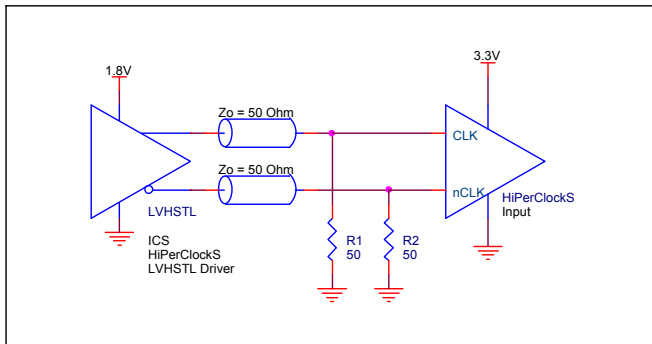 1.8V
3.3V
Zo = 50 Ohm
CLK
Zo = 50 Ohm
nCLK
LVHSTL
HiPerClockS
Input
ICS
HiPerClockS
LVHSTL Driver
R1
50
R2
50